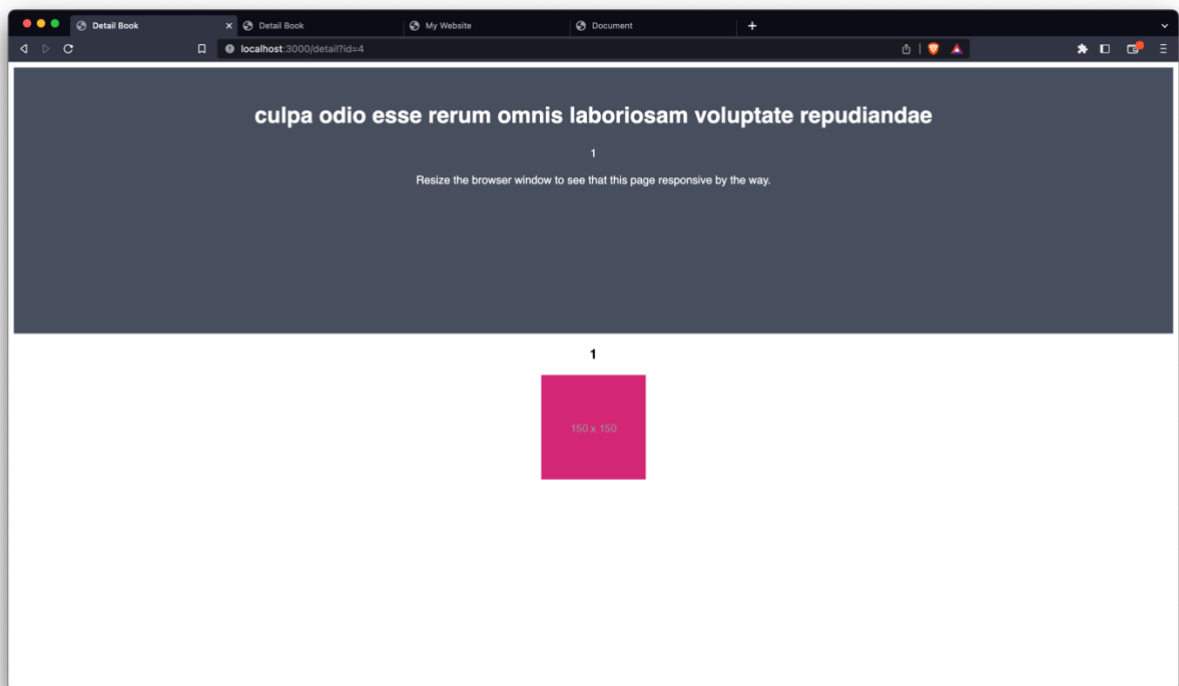 Detail Book
Detail Book
My Website
Document
localhost:3000/detail?id=4
culpa odio esse rerum omnis laboriosam voluptate repudiandae
1
Resize the browser window to see that this page responsive by the way.
1
150 x 150